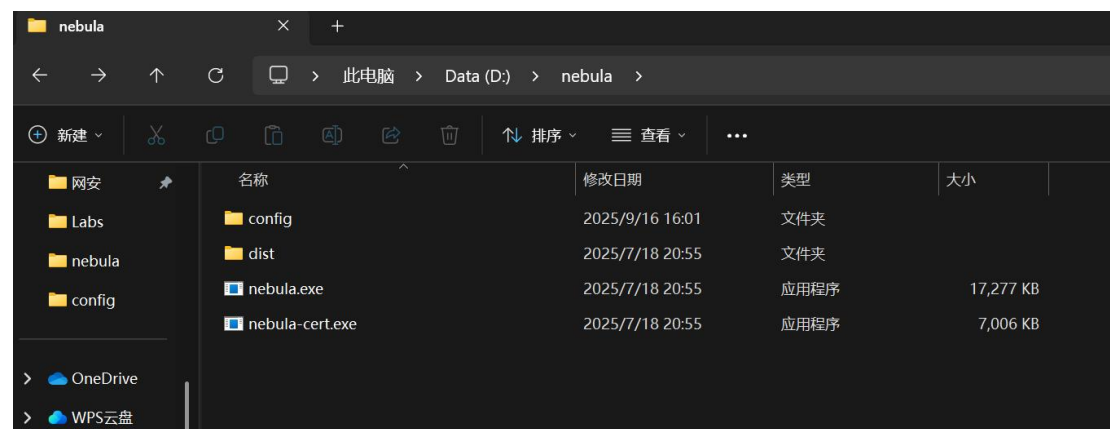 nebula
此电脑 > Data (D:) > nebula >
新建 排序 查看 •••
网安
Labs
nebula
config
OneDrive
WPS云盘
名称 修改日期 类型 大小
config 2025/9/16 16:01 文件夹
dist 2025/7/18 20:55 文件夹
nebula.exe 2025/7/18 20:55 应用程序 17,277 KB
nebula-cert.exe 2025/7/18 20:55 应用程序 7,006 KB